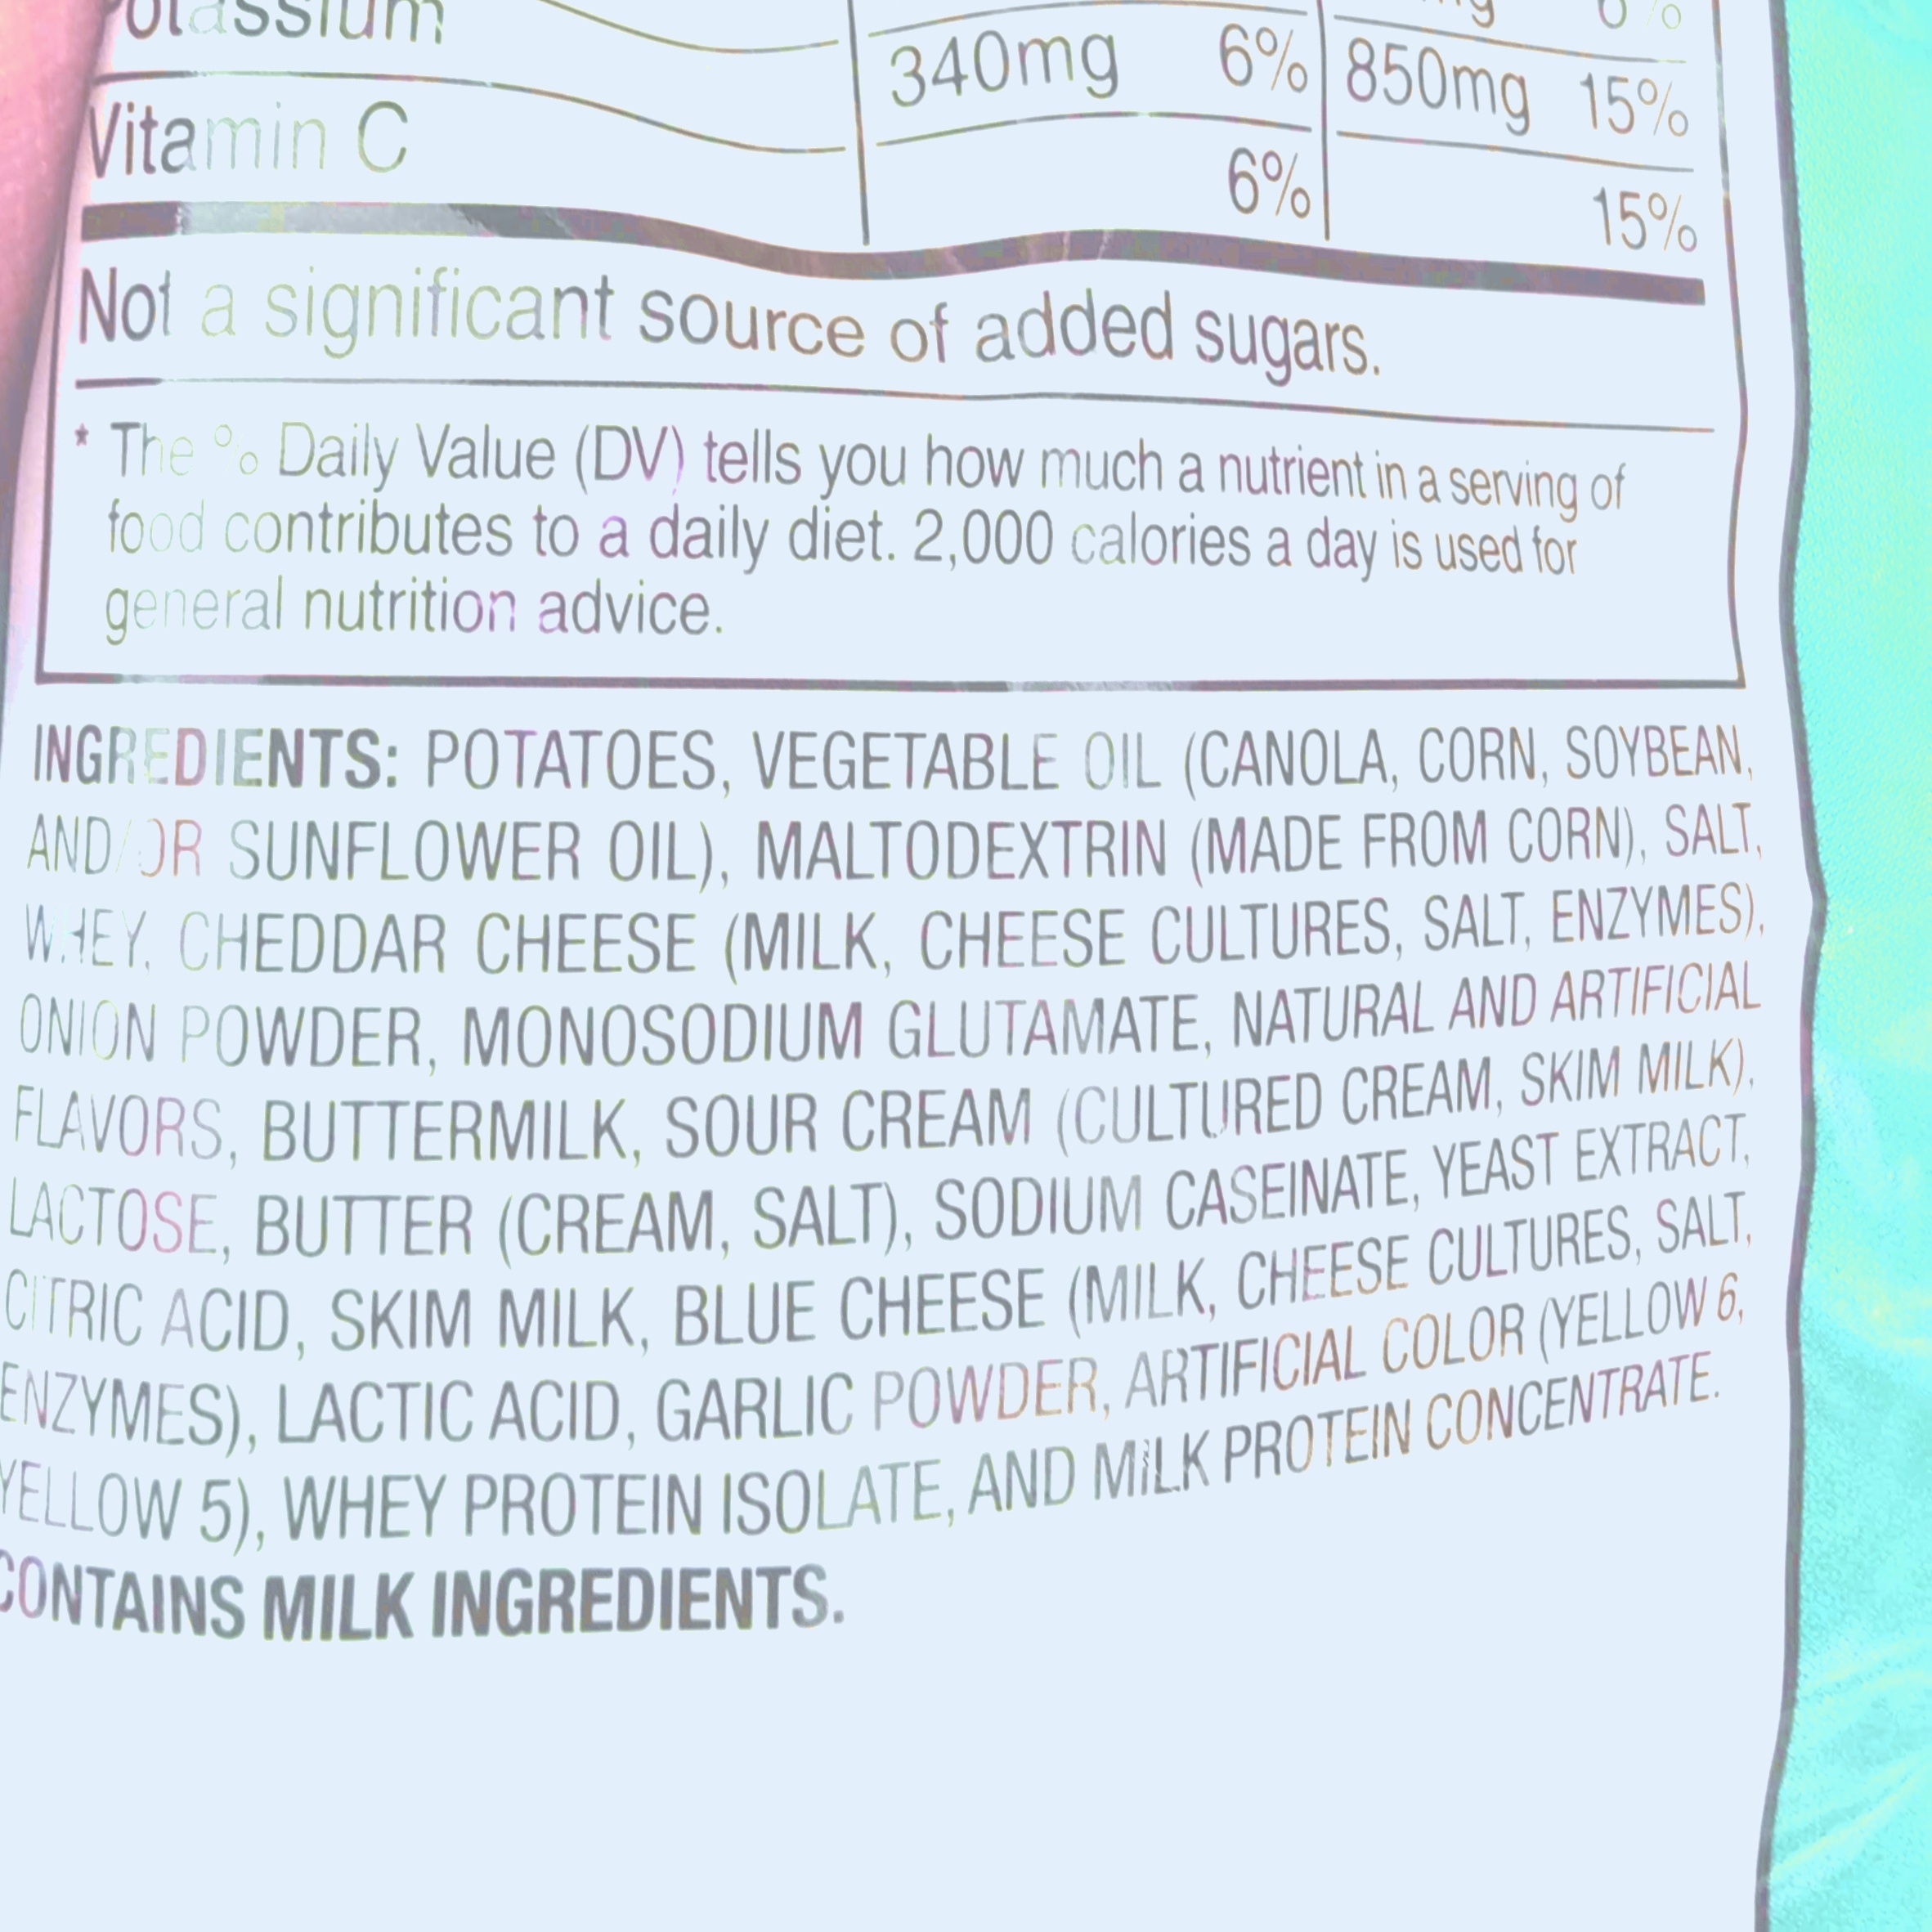 Potassium 340mg 6% 850mg 15%
Vitamin C 6% 15%
Not a significant source of added sugars.
* The % Daily Value (DV) tells you how much a nutrient in a serving of
food contributes to a daily diet. 2,000 calories a day is used for
general nutrition advice.
INGREDIENTS: POTATOES, VEGETABLE OIL (CANOLA, CORN, SOYBEAN,
AND/OR SUNFLOWER OIL), MALTODEXTRIN (MADE FROM CORN), SALT,
WHEY, CHEDDAR CHEESE (MILK, CHEESE CULTURES, SALT, ENZYMES),
ONION POWDER, MONOSODIUM GLUTAMATE, NATURAL AND ARTIFICIAL
FLAVORS, BUTTERMILK, SOUR CREAM (CULTURED CREAM, SKIM MILK),
LACTOSE, BUTTER (CREAM, SALT), SODIUM CASEINATE, YEAST EXTRACT,
CITRIC ACID, SKIM MILK, BLUE CHEESE (MILK, CHEESE CULTURES, SALT,
ENZYMES), LACTIC ACID, GARLIC POWDER, ARTIFICIAL COLOR (YELLOW 6,
YELLOW 5), WHEY PROTEIN ISOLATE, AND MILK PROTEIN CONCENTRATE.
CONTAINS MILK INGREDIENTS.